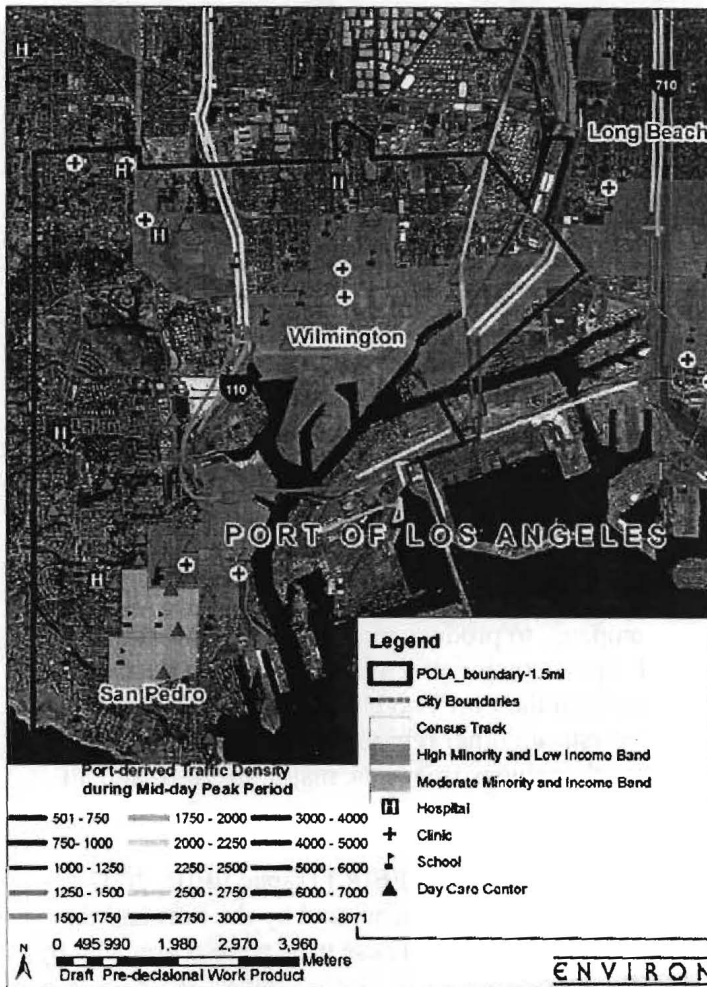 H
710
Long Beach
H
H
H
Wilmington
110
H
PORT OF LOS ANGELES
H
San Pedro
Legend
POLA_boundary-1.5mi
City Boundaries
Census Track
High Minority and Low Income Band
Moderate Minority and Income Band
H Hospital
Clinic
School
Day Care Center
Port-derived Traffic Density
during Mid-day Peak Period
501 - 750 1750 - 2000 3000 - 4000
750- 1000 2000 - 2250 4000 - 5000
1000 - 1250 2250 - 2500 5000 - 6000
1250 - 1500 2500 - 2750 6000 - 7000
1500- 1750 2750 - 3000 7000 - 8071
N
0 495 990 1,980 2,970 3,960
Meters
Draft Pre-decisional Work Product
ENVIRON